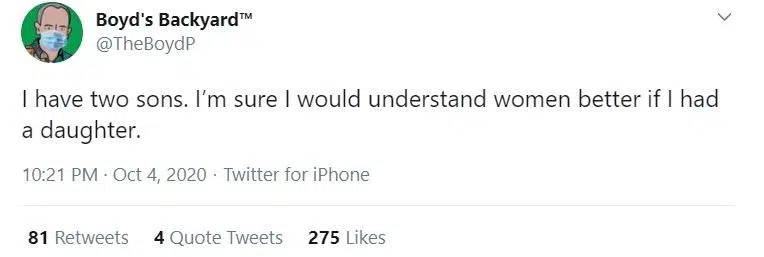 Boyd's Backyard™
@TheBoydP
I have two sons. I'm sure I would understand women better if I had
a daughter.
10:21 PM · Oct 4, 2020 · Twitter for iPhone
81 Retweets 4 Quote Tweets 275 Likes